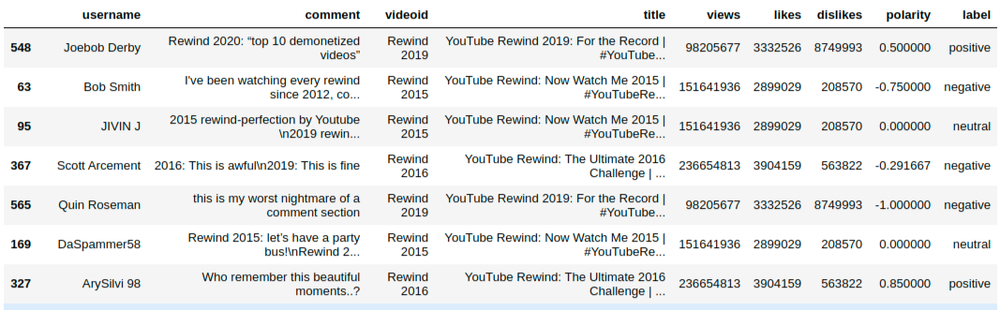 username comment videoid title views likes dislikes polarity label
548 Joebob Derby Rewind 2020: “top 10 demonetized videos” Rewind 2019 YouTube Rewind 2019: For the Record | #YouTube... 98205677 3332526 8749993 0.500000 positive
63 Bob Smith I've been watching every rewind since 2012, co... Rewind 2015 YouTube Rewind: Now Watch Me 2015 | #YouTubeRe... 151641936 2899029 208570 -0.750000 negative
95 JIVIN J 2015 rewind-perfection by Youtube \n2019 rewin... Rewind 2015 YouTube Rewind: Now Watch Me 2015 | #YouTubeRe... 151641936 2899029 208570 0.000000 neutral
367 Scott Arcement 2016: This is awful\n2019: This is fine Rewind 2016 YouTube Rewind: The Ultimate 2016 Challenge | ... 236654813 3904159 563822 -0.291667 negative
565 Quin Roseman this is my worst nightmare of a comment section Rewind 2019 YouTube Rewind 2019: For the Record | #YouTube... 98205677 3332526 8749993 -1.000000 negative
169 DaSpammer58 Rewind 2015: let’s have a party bus!\nRewind 2... Rewind 2015 YouTube Rewind: Now Watch Me 2015 | #YouTubeRe... 151641936 2899029 208570 0.000000 neutral
327 ArySilvi 98 Who remember this beautiful moments..? Rewind 2016 YouTube Rewind: The Ultimate 2016 Challenge | ... 236654813 3904159 563822 0.850000 positive